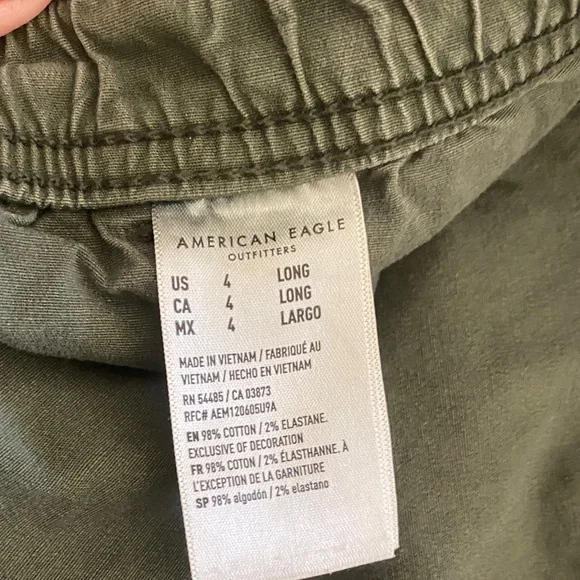 AMERICAN EAGLE
OUTFITTERS
US 4 LONG
CA 4 LONG
MX 4 LARGO
MADE IN VIETNAM / FABRIQUÉ AU
VIETNAM / HECHO EN VIETNAM
RN 54485 / CA 03873
RFC# AEM120605U9A
EN 98% COTTON / 2% ELASTANE.
EXCLUSIVE OF DECORATION
FR 98% COTON / 2% ÉLASTHANNE. À
L'EXCEPTION DE LA GARNITURE
SP 98% algodón / 2% elastano